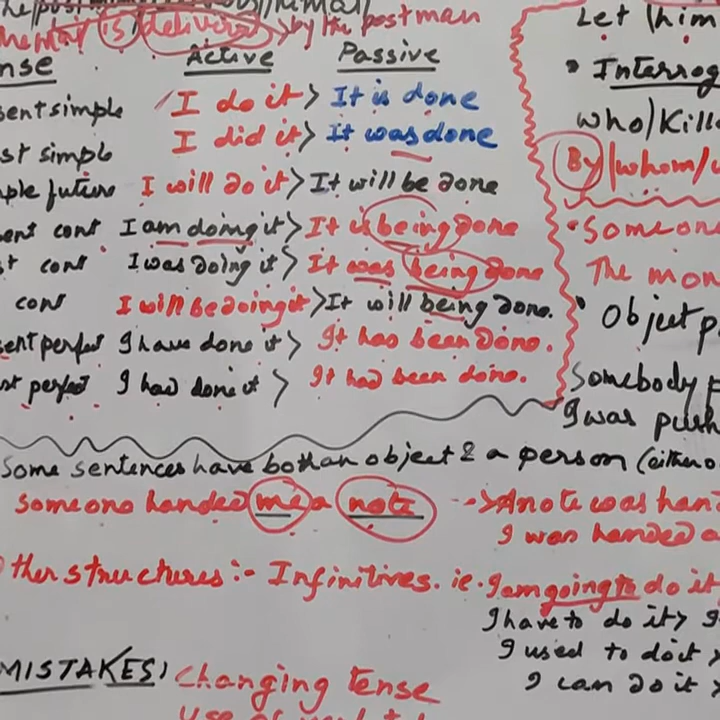 the mail is delivered > by the postman
Let (him
nse Active Passive
• Interrog
sent simple I do it > It is done
who/Kille
st simple I did it > It was done
By/whom/
ple future I will do it > It will be done
sent cont I am doing it > It is being done
• Someone
st cont I was doing it > It was being done
The mon
cont I will be doing it > It will being done.
• Object p
sent perfect I have done it > It has been done.
st perfect I had done it > It had been done.
Somebody p
I was push
Some sentences have both an object & a person (either o
someone handed me a note --> A note was han
I was handed a
Other structures:- Infinitives. ie. I am going to do it
I have to do it >
I used to do it >
I can do it >
MISTAKES) Changing tense